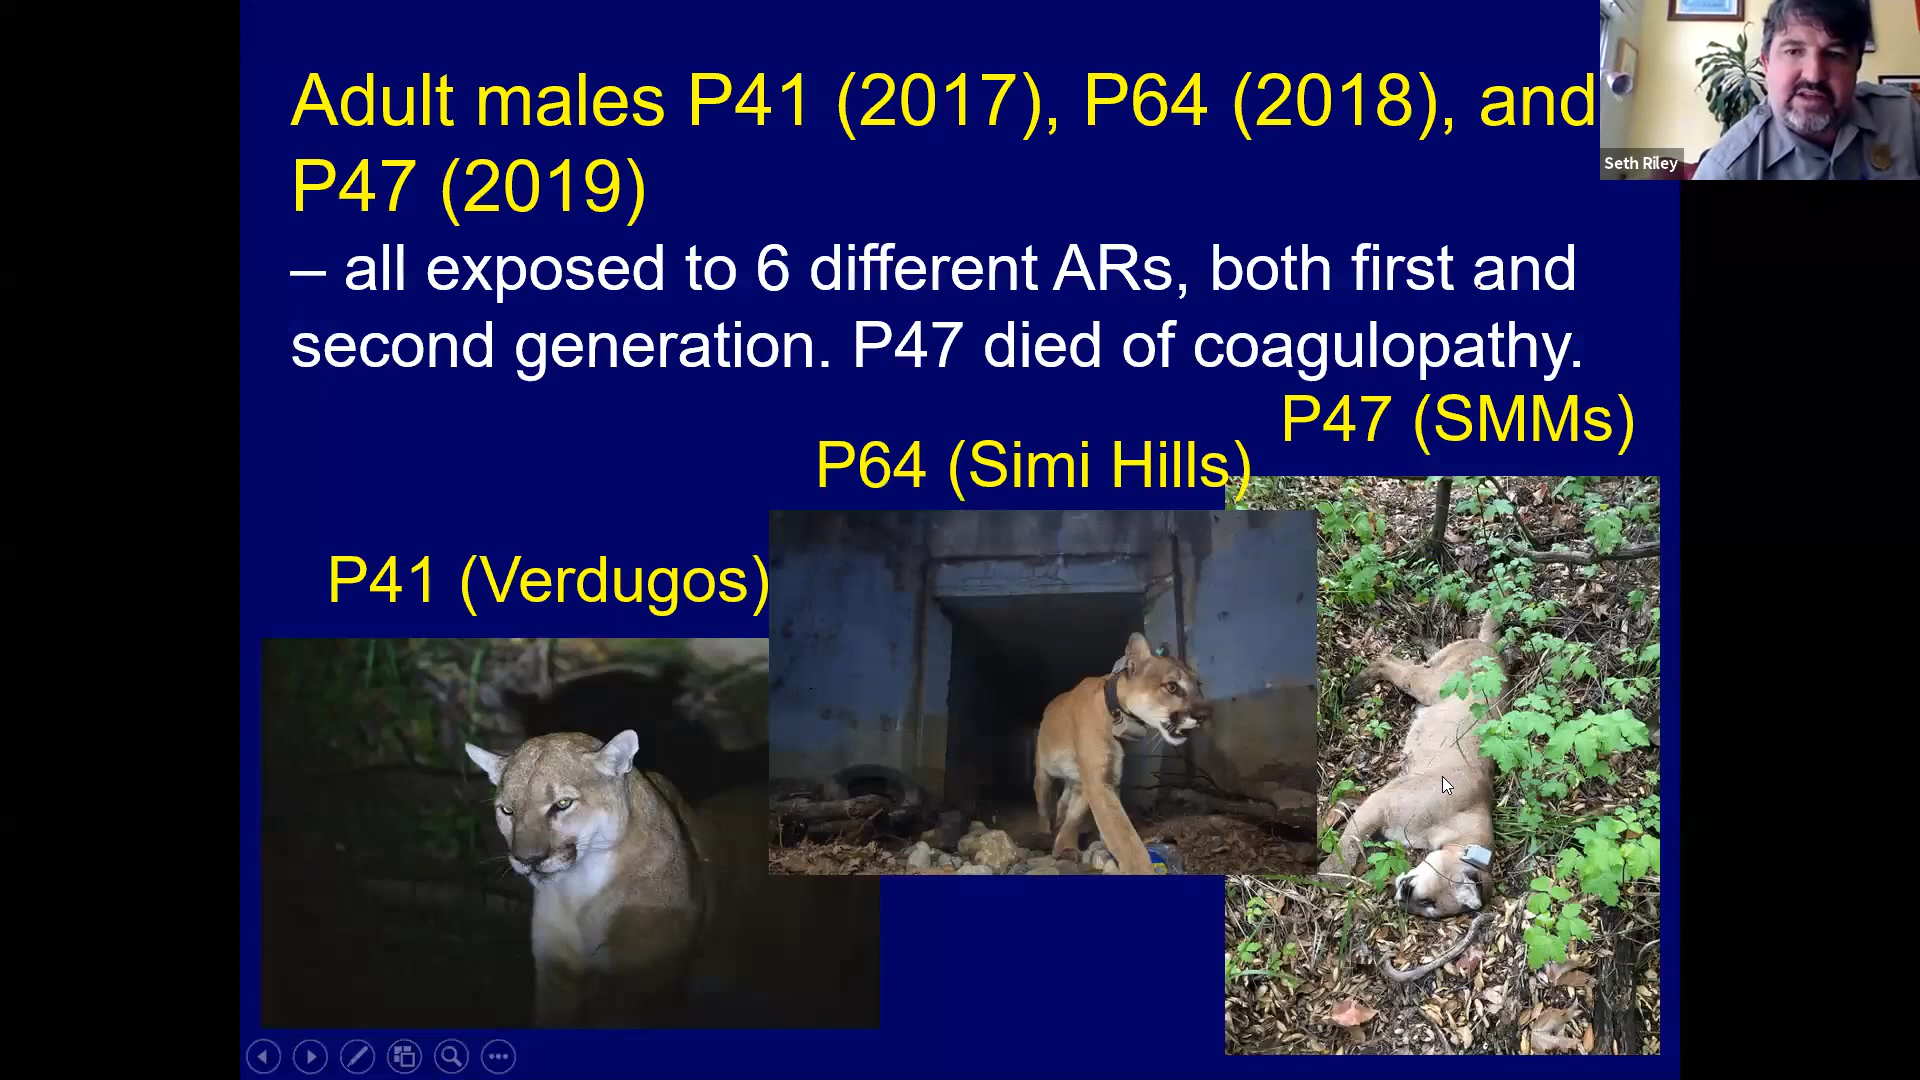 Adult males P41 (2017), P64 (2018), and
P47 (2019)
– all exposed to 6 different ARs, both first and
second generation. P47 died of coagulopathy.
P47 (SMMs)
P64 (Simi Hills)
P41 (Verdugos)
Seth Riley